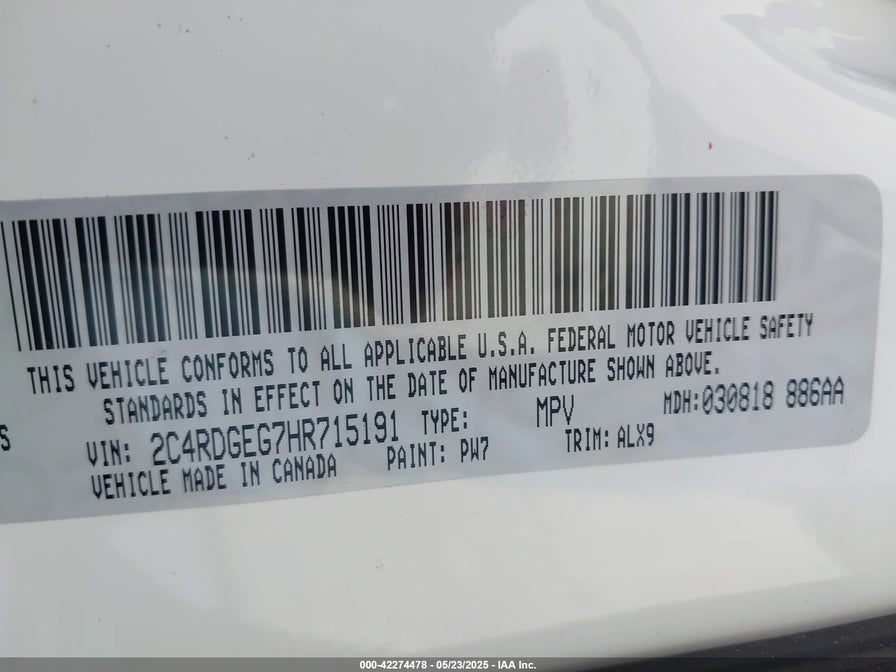 THIS VEHICLE CONFORMS TO ALL APPLICABLE U.S.A. FEDERAL MOTOR VEHICLE SAFETY
STANDARDS IN EFFECT ON THE DATE OF MANUFACTURE SHOWN ABOVE.
S
VIN: 2C4RDGEG7HR715191 TYPE: MPV MDH:030818 886AA
VEHICLE MADE IN CANADA PAINT: PW7 TRIM: ALX9
000-42274478 - 05/23/2025 - IAA Inc.